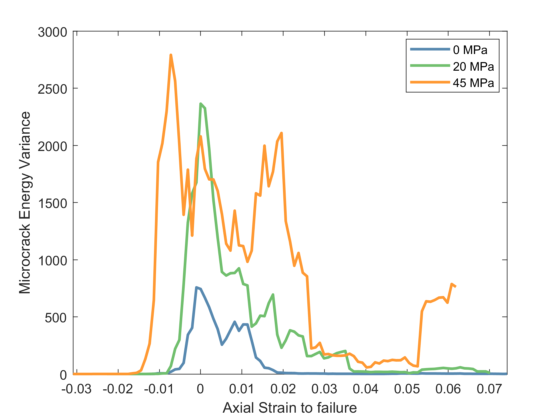 3000
2500
2000
1500
1000
500
0
Microcrack Energy Variance
0 MPa
20 MPa
45 MPa
-0.03 -0.02 -0.01 0 0.01 0.02 0.03 0.04 0.05 0.06 0.07
Axial Strain to failure